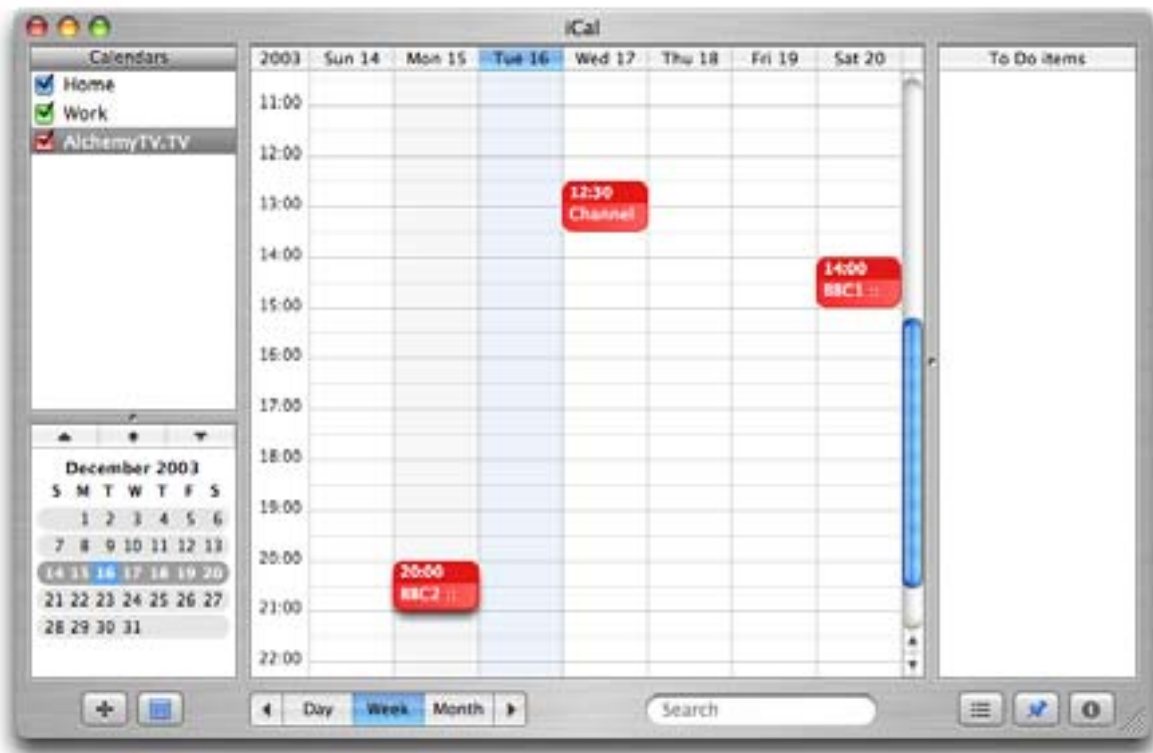 iCal
Calendars
Home
Work
AlchemyTV.TV
December 2003
S M T W T F S
1 2 3 4 5 6
7 8 9 10 11 12 13
14 15 16 17 18 19 20
21 22 23 24 25 26 27
28 29 30 31
2003 Sun 14 Mon 15 Tue 16 Wed 17 Thu 18 Fri 19 Sat 20
11:00
12:00
12:30
Channel
13:00
14:00
14:00
BBC1 ::
15:00
16:00
17:00
18:00
19:00
20:00
20:00
BBC2 ::
21:00
22:00
Day Week Month
Search
To Do items